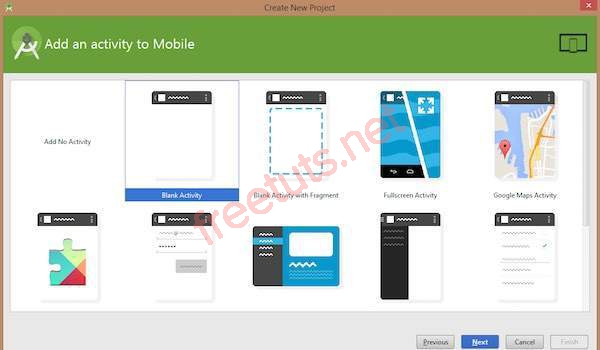 Create New Project
Add an activity to Mobile
Add No Activity
Blank Activity
Blank Activity with Fragment
Fullscreen Activity
Google Maps Activity
freetuts.net
Previous
Next
Cancel
Finish